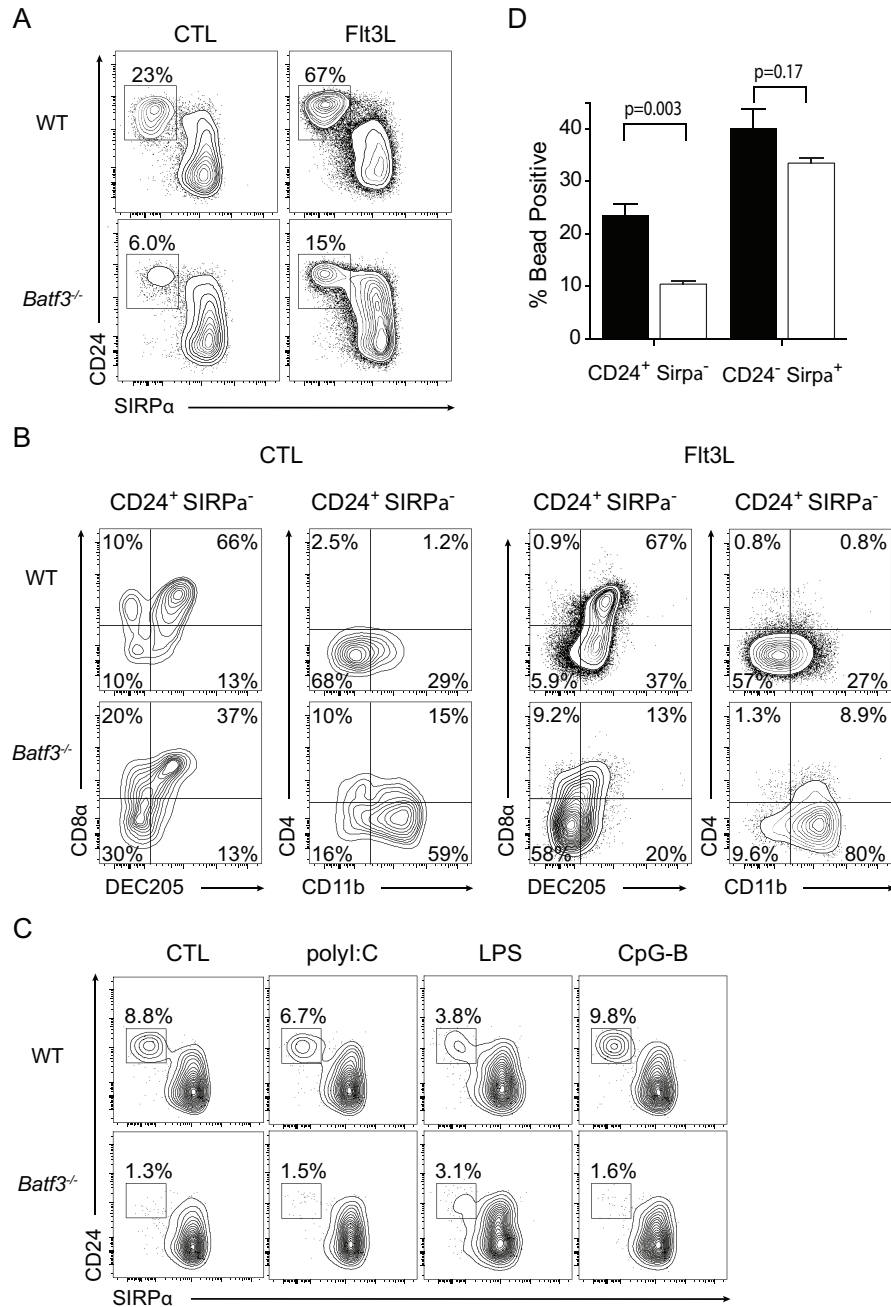 A
CTL
Flt3L
WT
23%
67%
Batf3-/-
6.0%
15%
CD24
SIRPα
D
p=0.003
p=0.17
% Bead Positive
40
30
20
10
0
CD24+ Sirpa-
CD24- Sirpa+
B
CTL
Flt3L
CD24+ SIRPa-
CD24+ SIRPa-
CD24+ SIRPa-
CD24+ SIRPa-
WT
10%
66%
10%
13%
2.5%
1.2%
68%
29%
0.9%
67%
5.9%
37%
0.8%
0.8%
57%
27%
Batf3-/-
20%
37%
30%
13%
10%
15%
16%
59%
9.2%
13%
58%
20%
1.3%
8.9%
9.6%
80%
CD8α
DEC205
CD4
CD11b
CD8α
DEC205
CD4
CD11b
C
CTL
polyI:C
LPS
CpG-B
WT
8.8%
6.7%
3.8%
9.8%
Batf3-/-
1.3%
1.5%
3.1%
1.6%
CD24
SIRPα